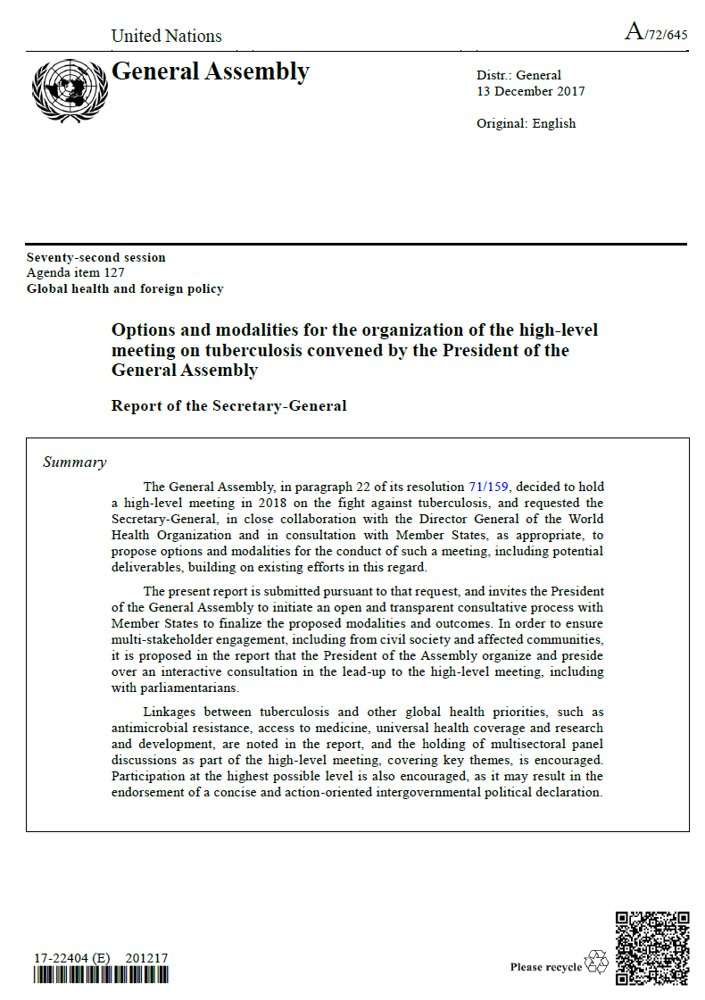 United Nations
A/72/645
General Assembly
Distr.: General
13 December 2017
Original: English
Seventy-second session
Agenda item 127
Global health and foreign policy
Options and modalities for the organization of the high-level
meeting on tuberculosis convened by the President of the
General Assembly
Report of the Secretary-General
Summary
The General Assembly, in paragraph 22 of its resolution 71/159, decided to hold
a high-level meeting in 2018 on the fight against tuberculosis, and requested the
Secretary-General, in close collaboration with the Director General of the World
Health Organization and in consultation with Member States, as appropriate, to
propose options and modalities for the conduct of such a meeting, including potential
deliverables, building on existing efforts in this regard.
The present report is submitted pursuant to that request, and invites the President
of the General Assembly to initiate an open and transparent consultative process with
Member States to finalize the proposed modalities and outcomes. In order to ensure
multi-stakeholder engagement, including from civil society and affected communities,
it is proposed in the report that the President of the Assembly organize and preside
over an interactive consultation in the lead-up to the high-level meeting, including
with parliamentarians.
Linkages between tuberculosis and other global health priorities, such as
antimicrobial resistance, access to medicine, universal health coverage and research
and development, are noted in the report, and the holding of multisectoral panel
discussions as part of the high-level meeting, covering key themes, is encouraged.
Participation at the highest possible level is also encouraged, as it may result in the
endorsement of a concise and action-oriented intergovernmental political declaration.
17-22404 (E) 201217
Please recycle